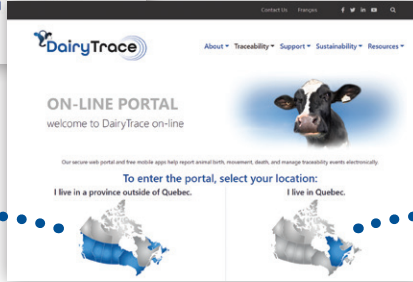 Contact Us Français
DairyTrace
About Traceability Support Sustainability Resources
ON-LINE PORTAL
welcome to DairyTrace on-line
Our secure web portal and free mobile apps help report animal birth, movement, death, and manage traceability events electronically.
To enter the portal, select your location:
I live in a province outside of Quebec. I live in Quebec.